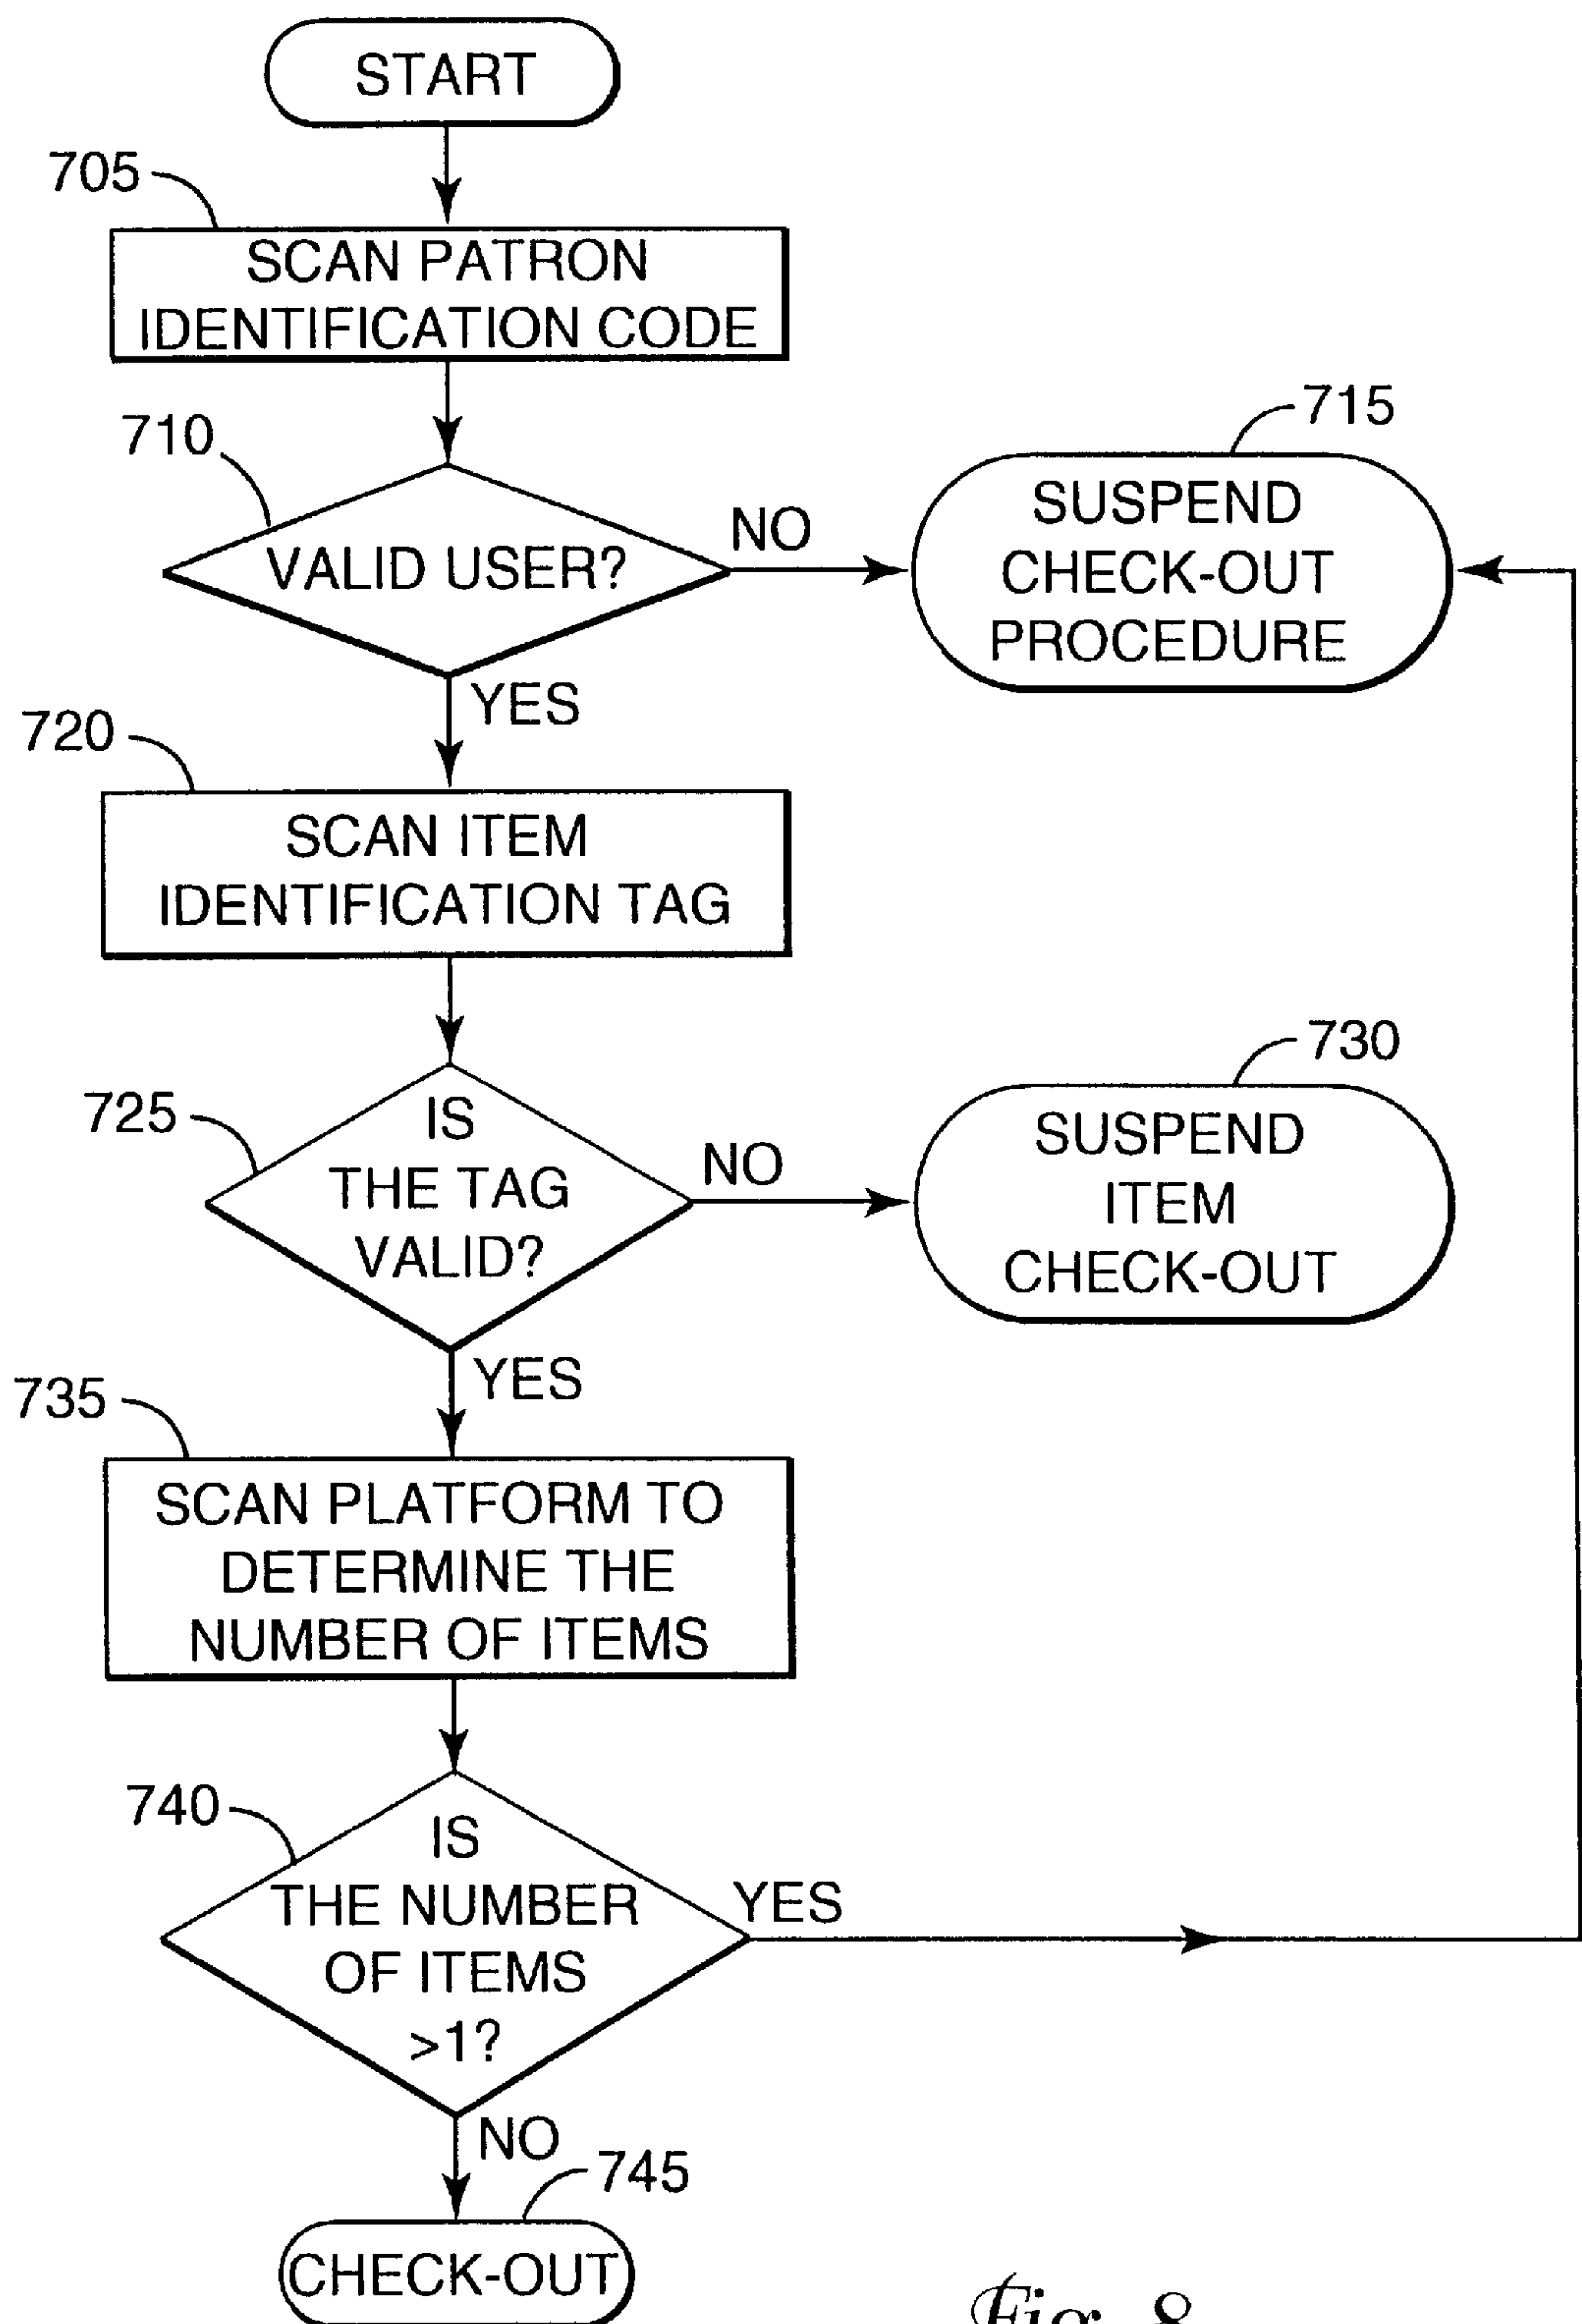 START
705
SCAN PATRON
IDENTIFICATION CODE
710
VALID USER?
NO
715
SUSPEND
CHECK-OUT
PROCEDURE
YES
720
SCAN ITEM
IDENTIFICATION TAG
725
IS
THE TAG
VALID?
NO
730
SUSPEND
ITEM
CHECK-OUT
YES
735
SCAN PLATFORM TO
DETERMINE THE
NUMBER OF ITEMS
740
IS
THE NUMBER
OF ITEMS
>1?
YES
NO
745
CHECK-OUT
Fig. 8